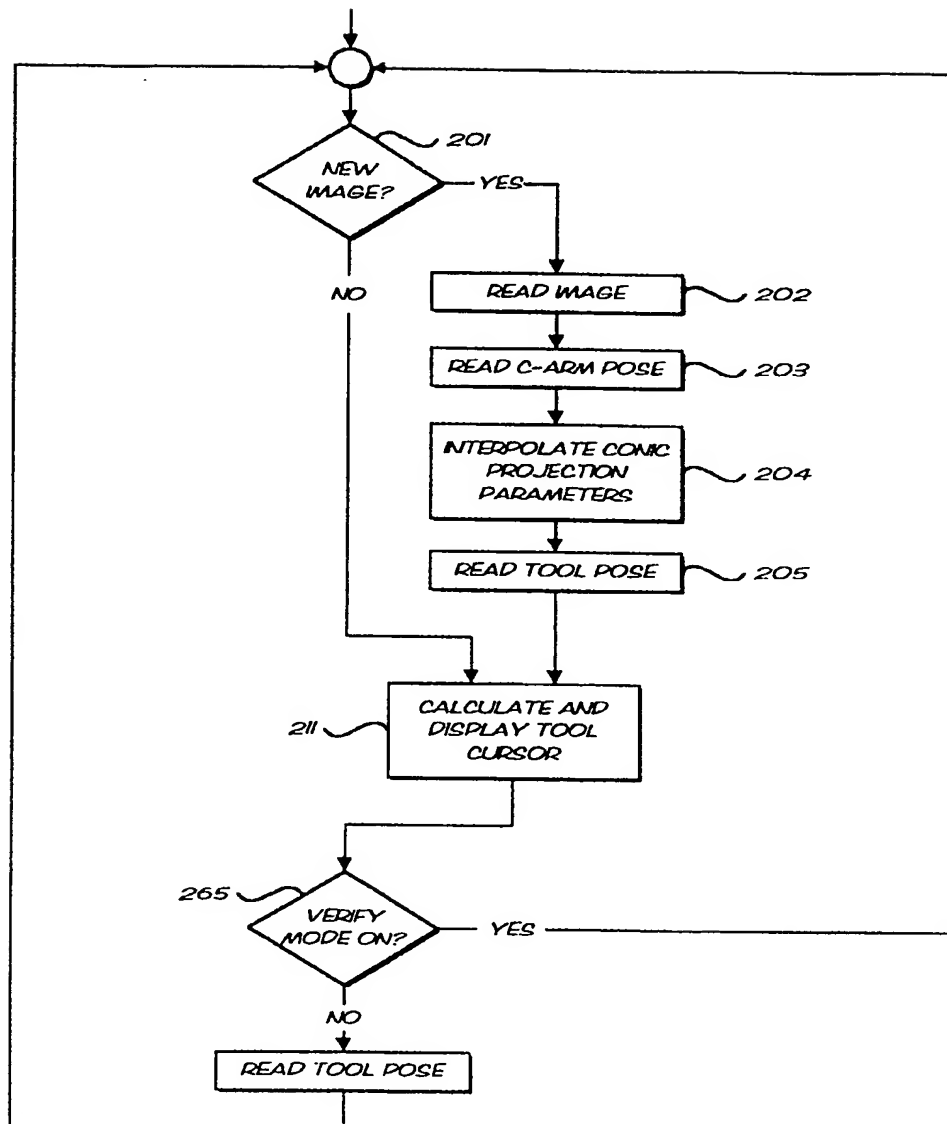 201
NEW
IMAGE?
YES
NO
READ IMAGE
202
READ C-ARM POSE
203
INTERPOLATE CONIC
PROJECTION
PARAMETERS
204
READ TOOL POSE
205
211
CALCULATE AND
DISPLAY TOOL
CURSOR
265
VERIFY
MODE ON?
YES
NO
READ TOOL POSE